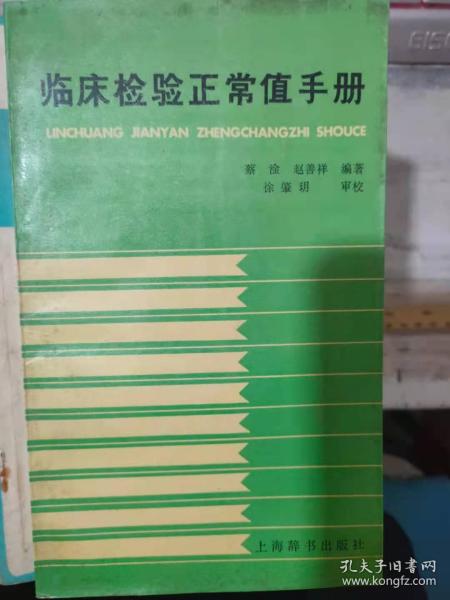 临床检验正常值手册
LINCHUANG JIANYAN ZHENGCHANGZHI SHOUCE
蔡淦 赵善祥 编著
徐肇玥 审校
上海辞书出版社
孔夫子旧书网
www.kongfz.com